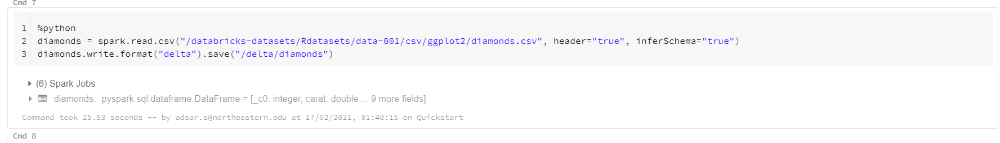 Cmd 7
1 %python
2 diamonds = spark.read.csv("/databricks-datasets/Rdatasets/data-001/csv/ggplot2/diamonds.csv", header="true", inferSchema="true")
3 diamonds.write.format("delta").save("/delta/diamonds")
(6) Spark Jobs
diamonds: pyspark.sql.dataframe.DataFrame = [_c0: integer, carat: double ... 9 more fields]
Command took 25.53 seconds -- by adsar.s@northeastern.edu at 17/02/2021, 01:40:15 on Quickstart
Cmd 8